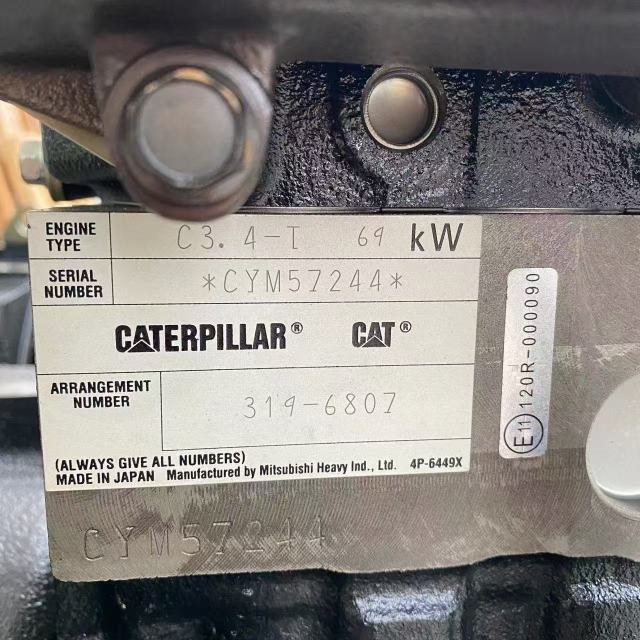 ENGINE TYPE C3.4-T 69 kW
SERIAL NUMBER *CYM57244*
CATERPILLAR® CAT®
ARRANGEMENT NUMBER 319-6807
(ALWAYS GIVE ALL NUMBERS)
MADE IN JAPAN Manufactured by Mitsubishi Heavy Ind., Ltd. 4P-6449X
CYM57244
E11 120R-000090